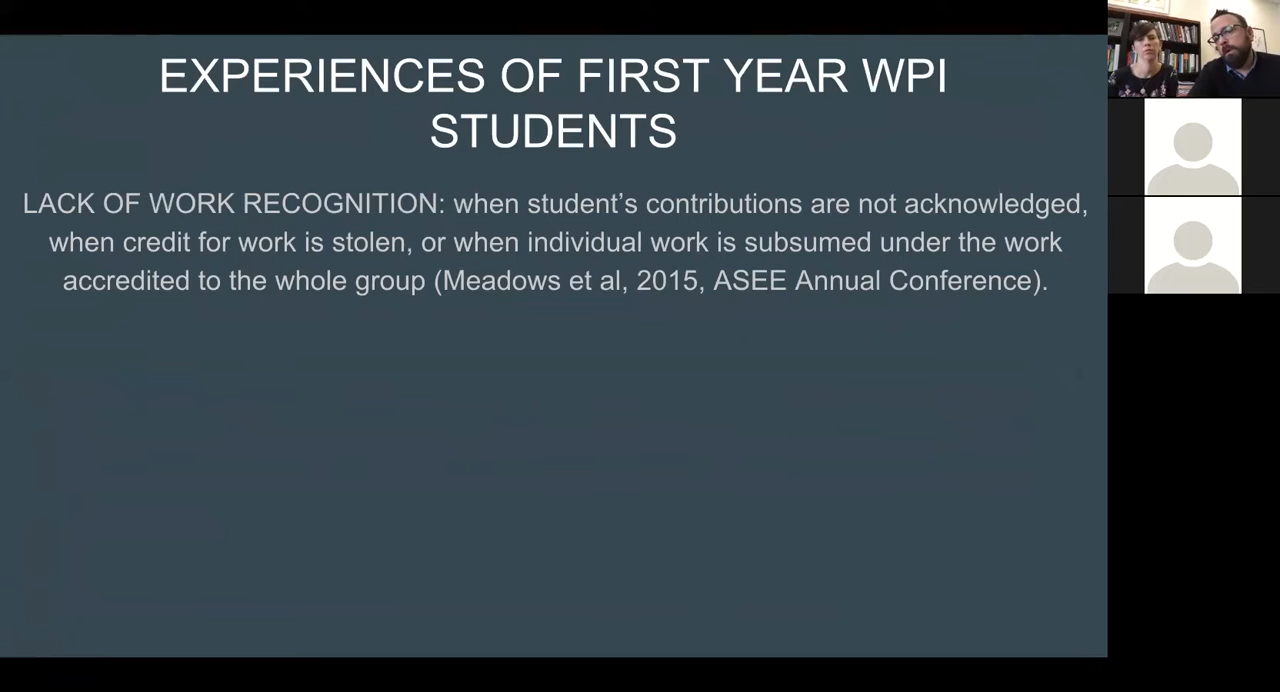 EXPERIENCES OF FIRST YEAR WPI
STUDENTS
LACK OF WORK RECOGNITION: when student’s contributions are not acknowledged,
when credit for work is stolen, or when individual work is subsumed under the work
accredited to the whole group (Meadows et al, 2015, ASEE Annual Conference).